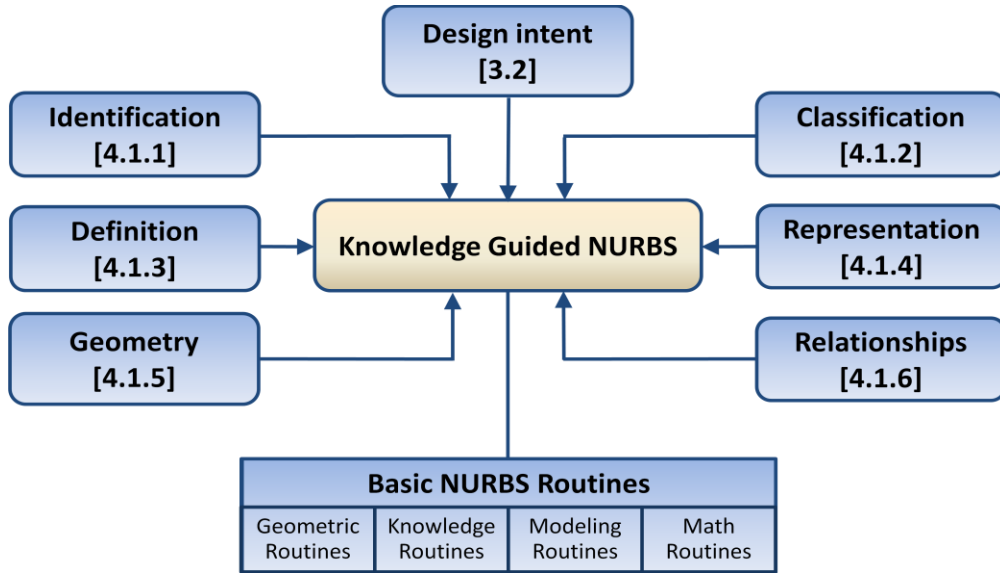 Design intent
[3.2]
Identification
[4.1.1]
Classification
[4.1.2]
Definition
[4.1.3]
Knowledge Guided NURBS
Representation
[4.1.4]
Geometry
[4.1.5]
Relationships
[4.1.6]
Basic NURBS Routines
Geometric
Routines
Knowledge
Routines
Modeling
Routines
Math
Routines